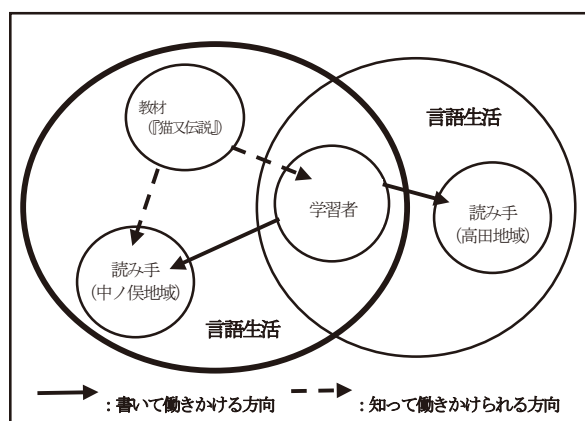 教材
(『猫又伝説』)
言語生活
学習者
読み手
(高田地域)
読み手
(中ノ俣地域)
言語生活
:書いて働きかける方向
:知って働きかけられる方向